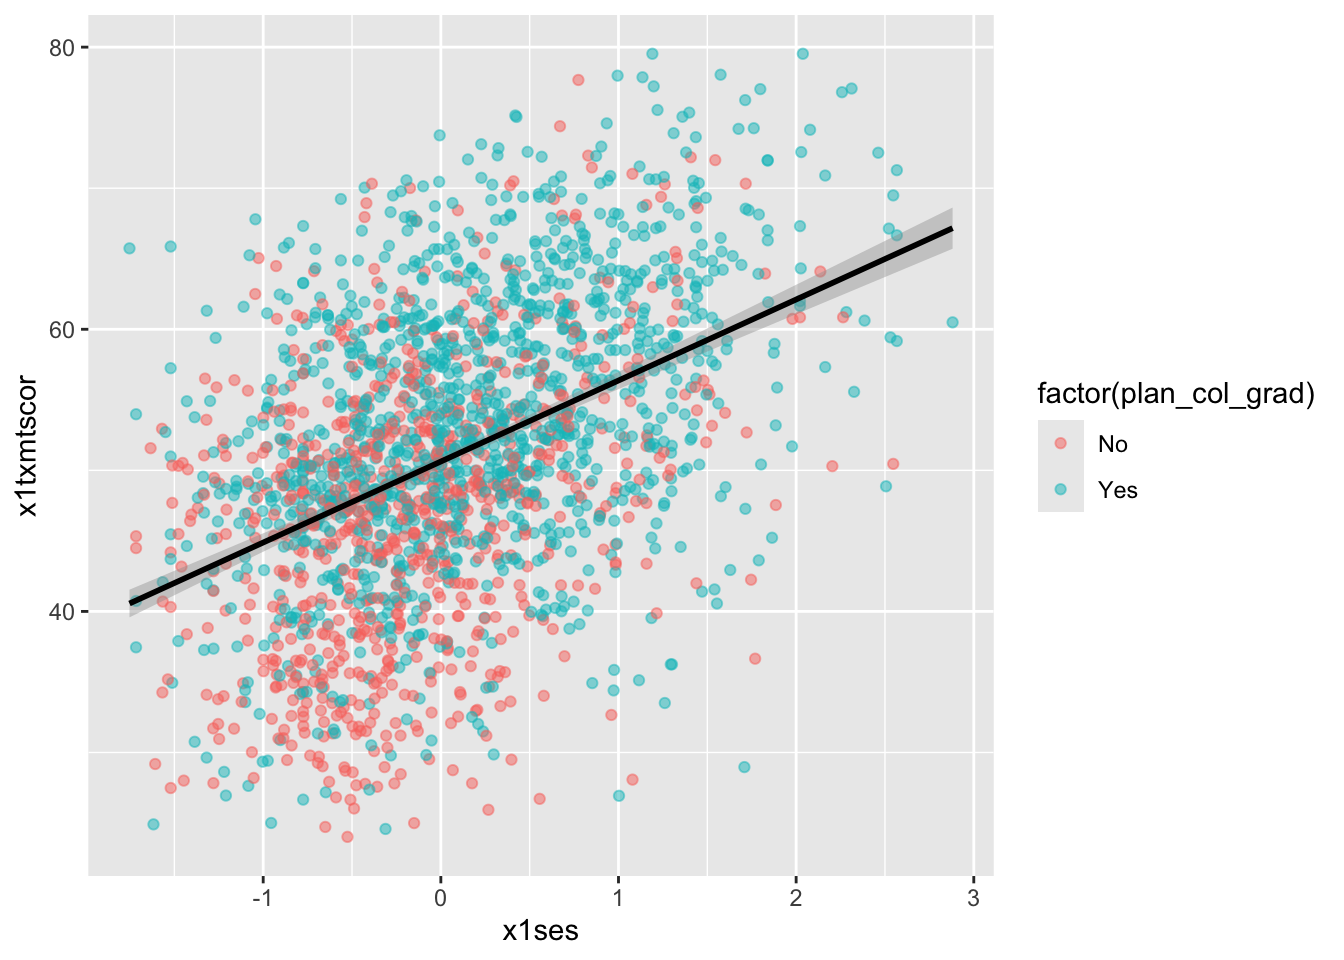 80
60
40
x1txmtscor
-1 0 1 2 3
x1ses
factor(plan_col_grad)
No
Yes